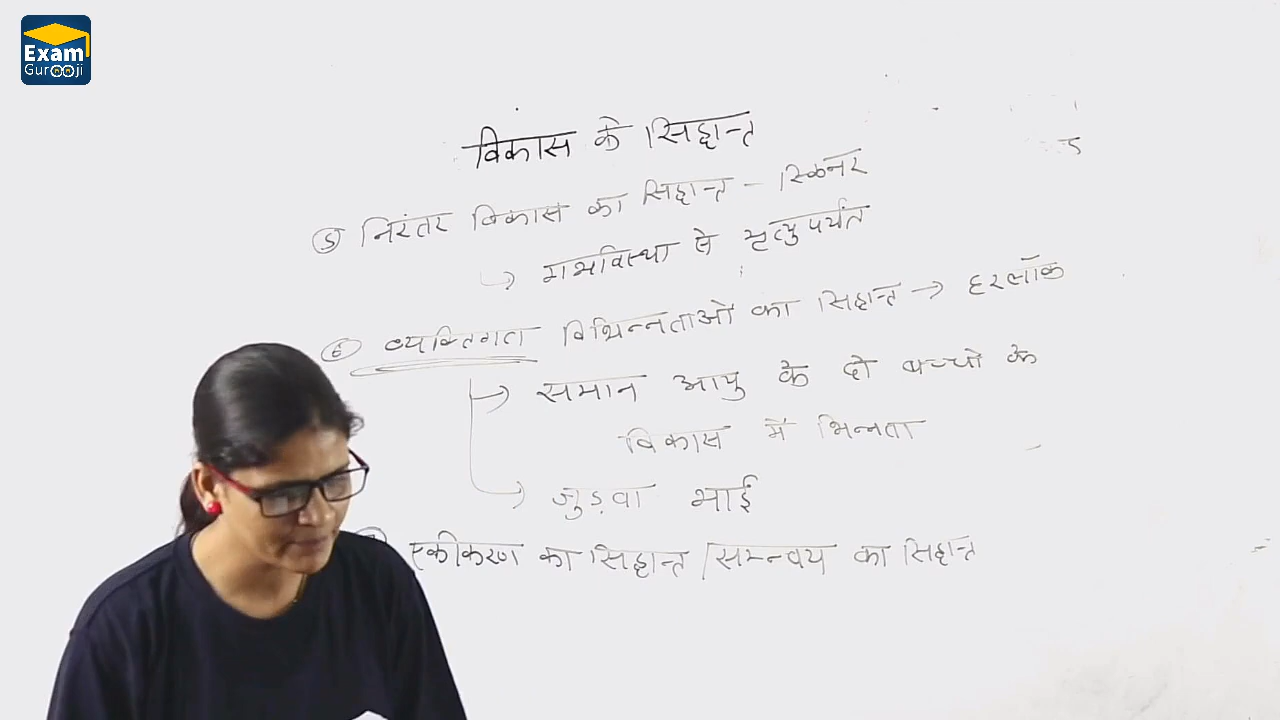 Exam
Gurooji
विकास के सिद्धान्त
5 निरंतर विकास का सिद्धान्त - स्किनर
↳ गर्भावस्था से मृत्युपर्यंत
6 व्यक्तिगत विभिन्नताओं का सिद्धान्त → हरलॉक
→ समान आयु के दो बच्चो के
विकास में भिन्नता
→ जुड़वा भाई
एकीकरण का सिद्धान्त / समन्वय का सिद्धान्त